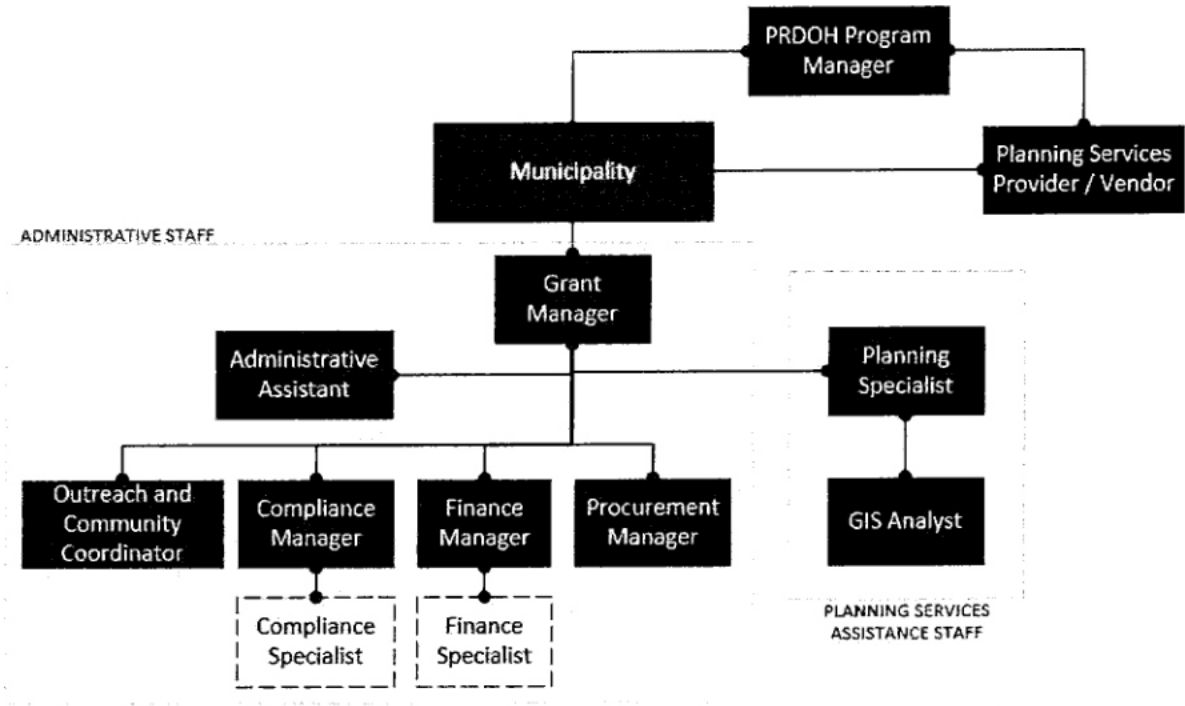 PRDOH Program
Manager
Municipality
Planning Services
Provider / Vendor
ADMINISTRATIVE STAFF
Grant
Manager
Administrative
Assistant
Planning
Specialist
Outreach and
Community
Coordinator
Compliance
Manager
Finance
Manager
Procurement
Manager
GIS Analyst
Compliance
Specialist
Finance
Specialist
PLANNING SERVICES
ASSISTANCE STAFF